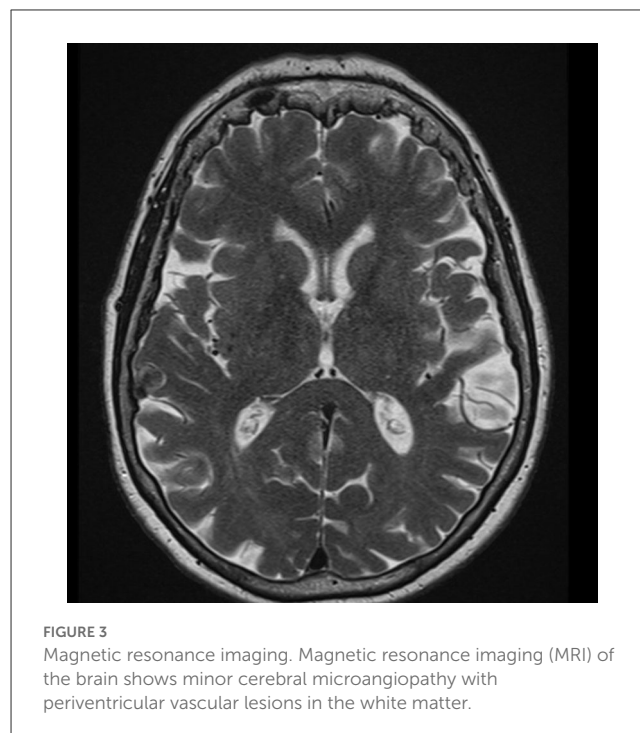 FIGURE 3
Magnetic resonance imaging. Magnetic resonance imaging (MRI) of
the brain shows minor cerebral microangiopathy with
periventricular vascular lesions in the white matter.